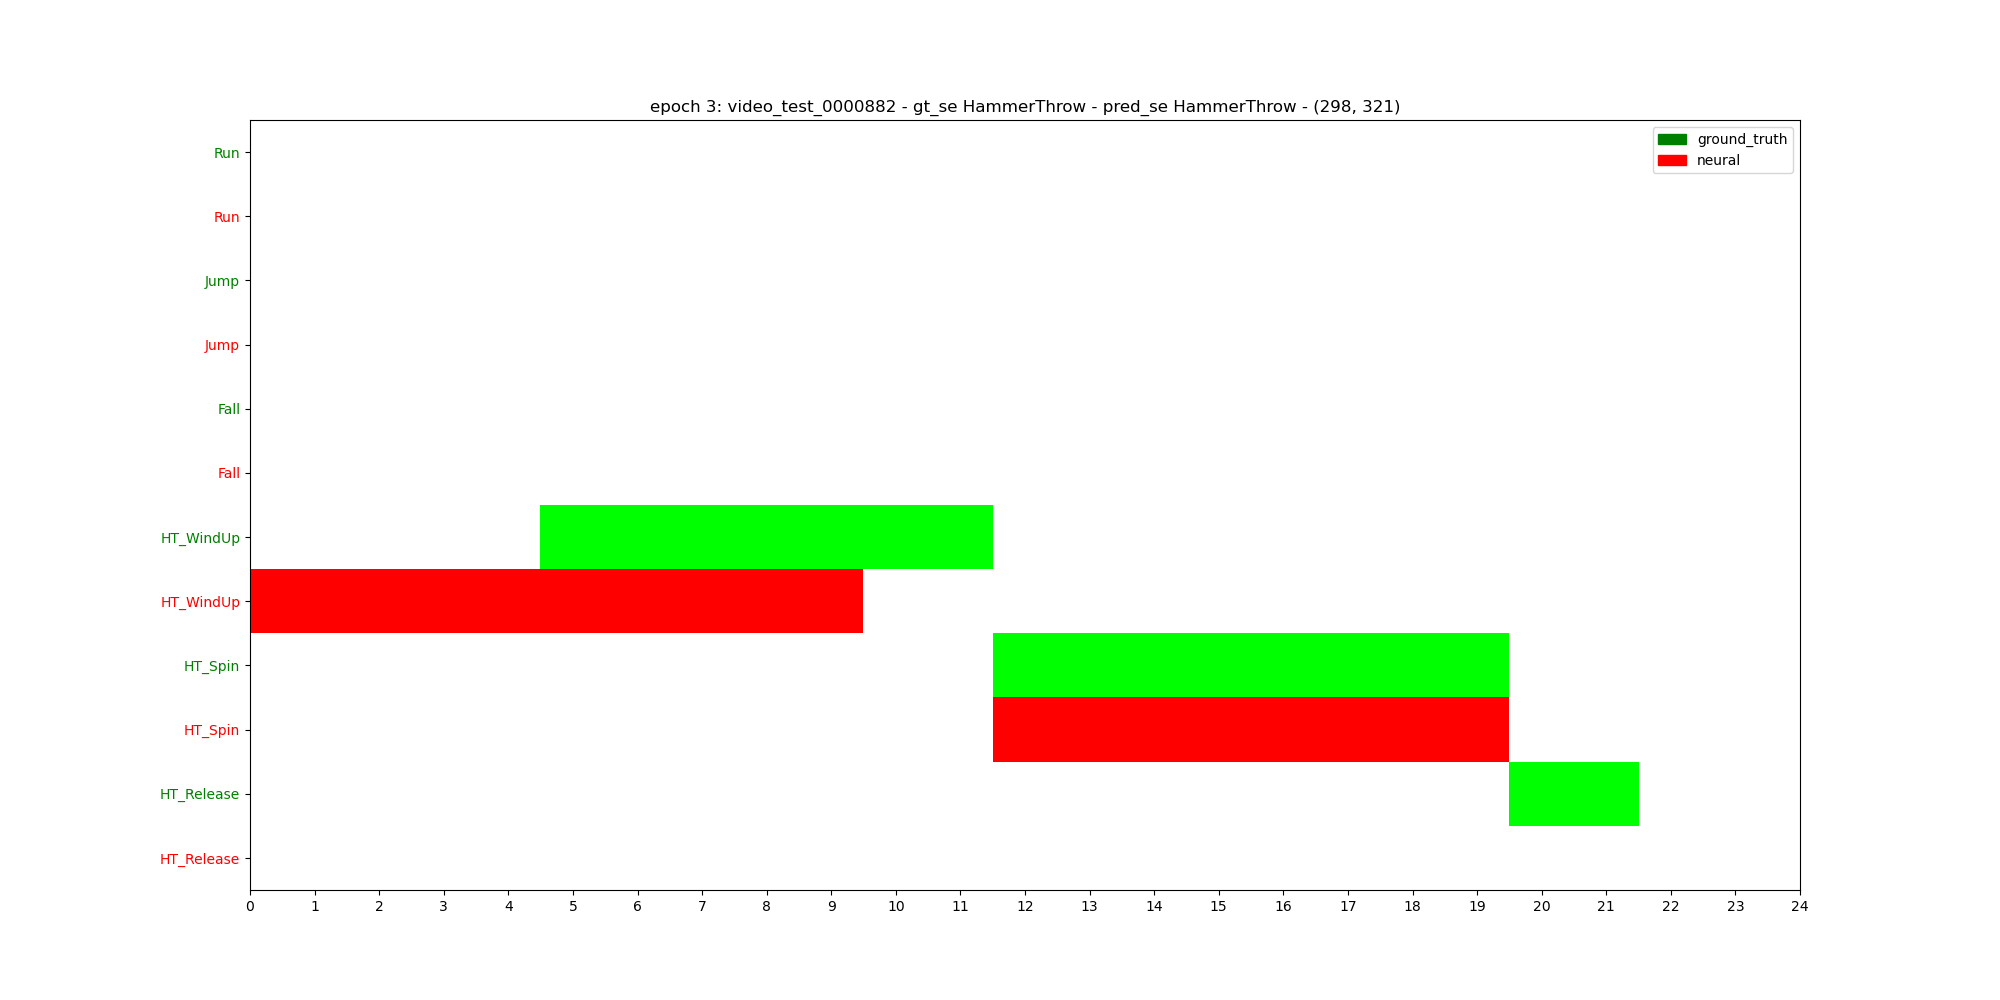 epoch 3: video_test_0000882 - gt_se HammerThrow - pred_se HammerThrow - (298, 321)
ground_truth
neural
Run
Run
Jump
Jump
Fall
Fall
HT_WindUp
HT_WindUp
HT_Spin
HT_Spin
HT_Release
HT_Release
0 1 2 3 4 5 6 7 8 9 10 11 12 13 14 15 16 17 18 19 20 21 22 23 24